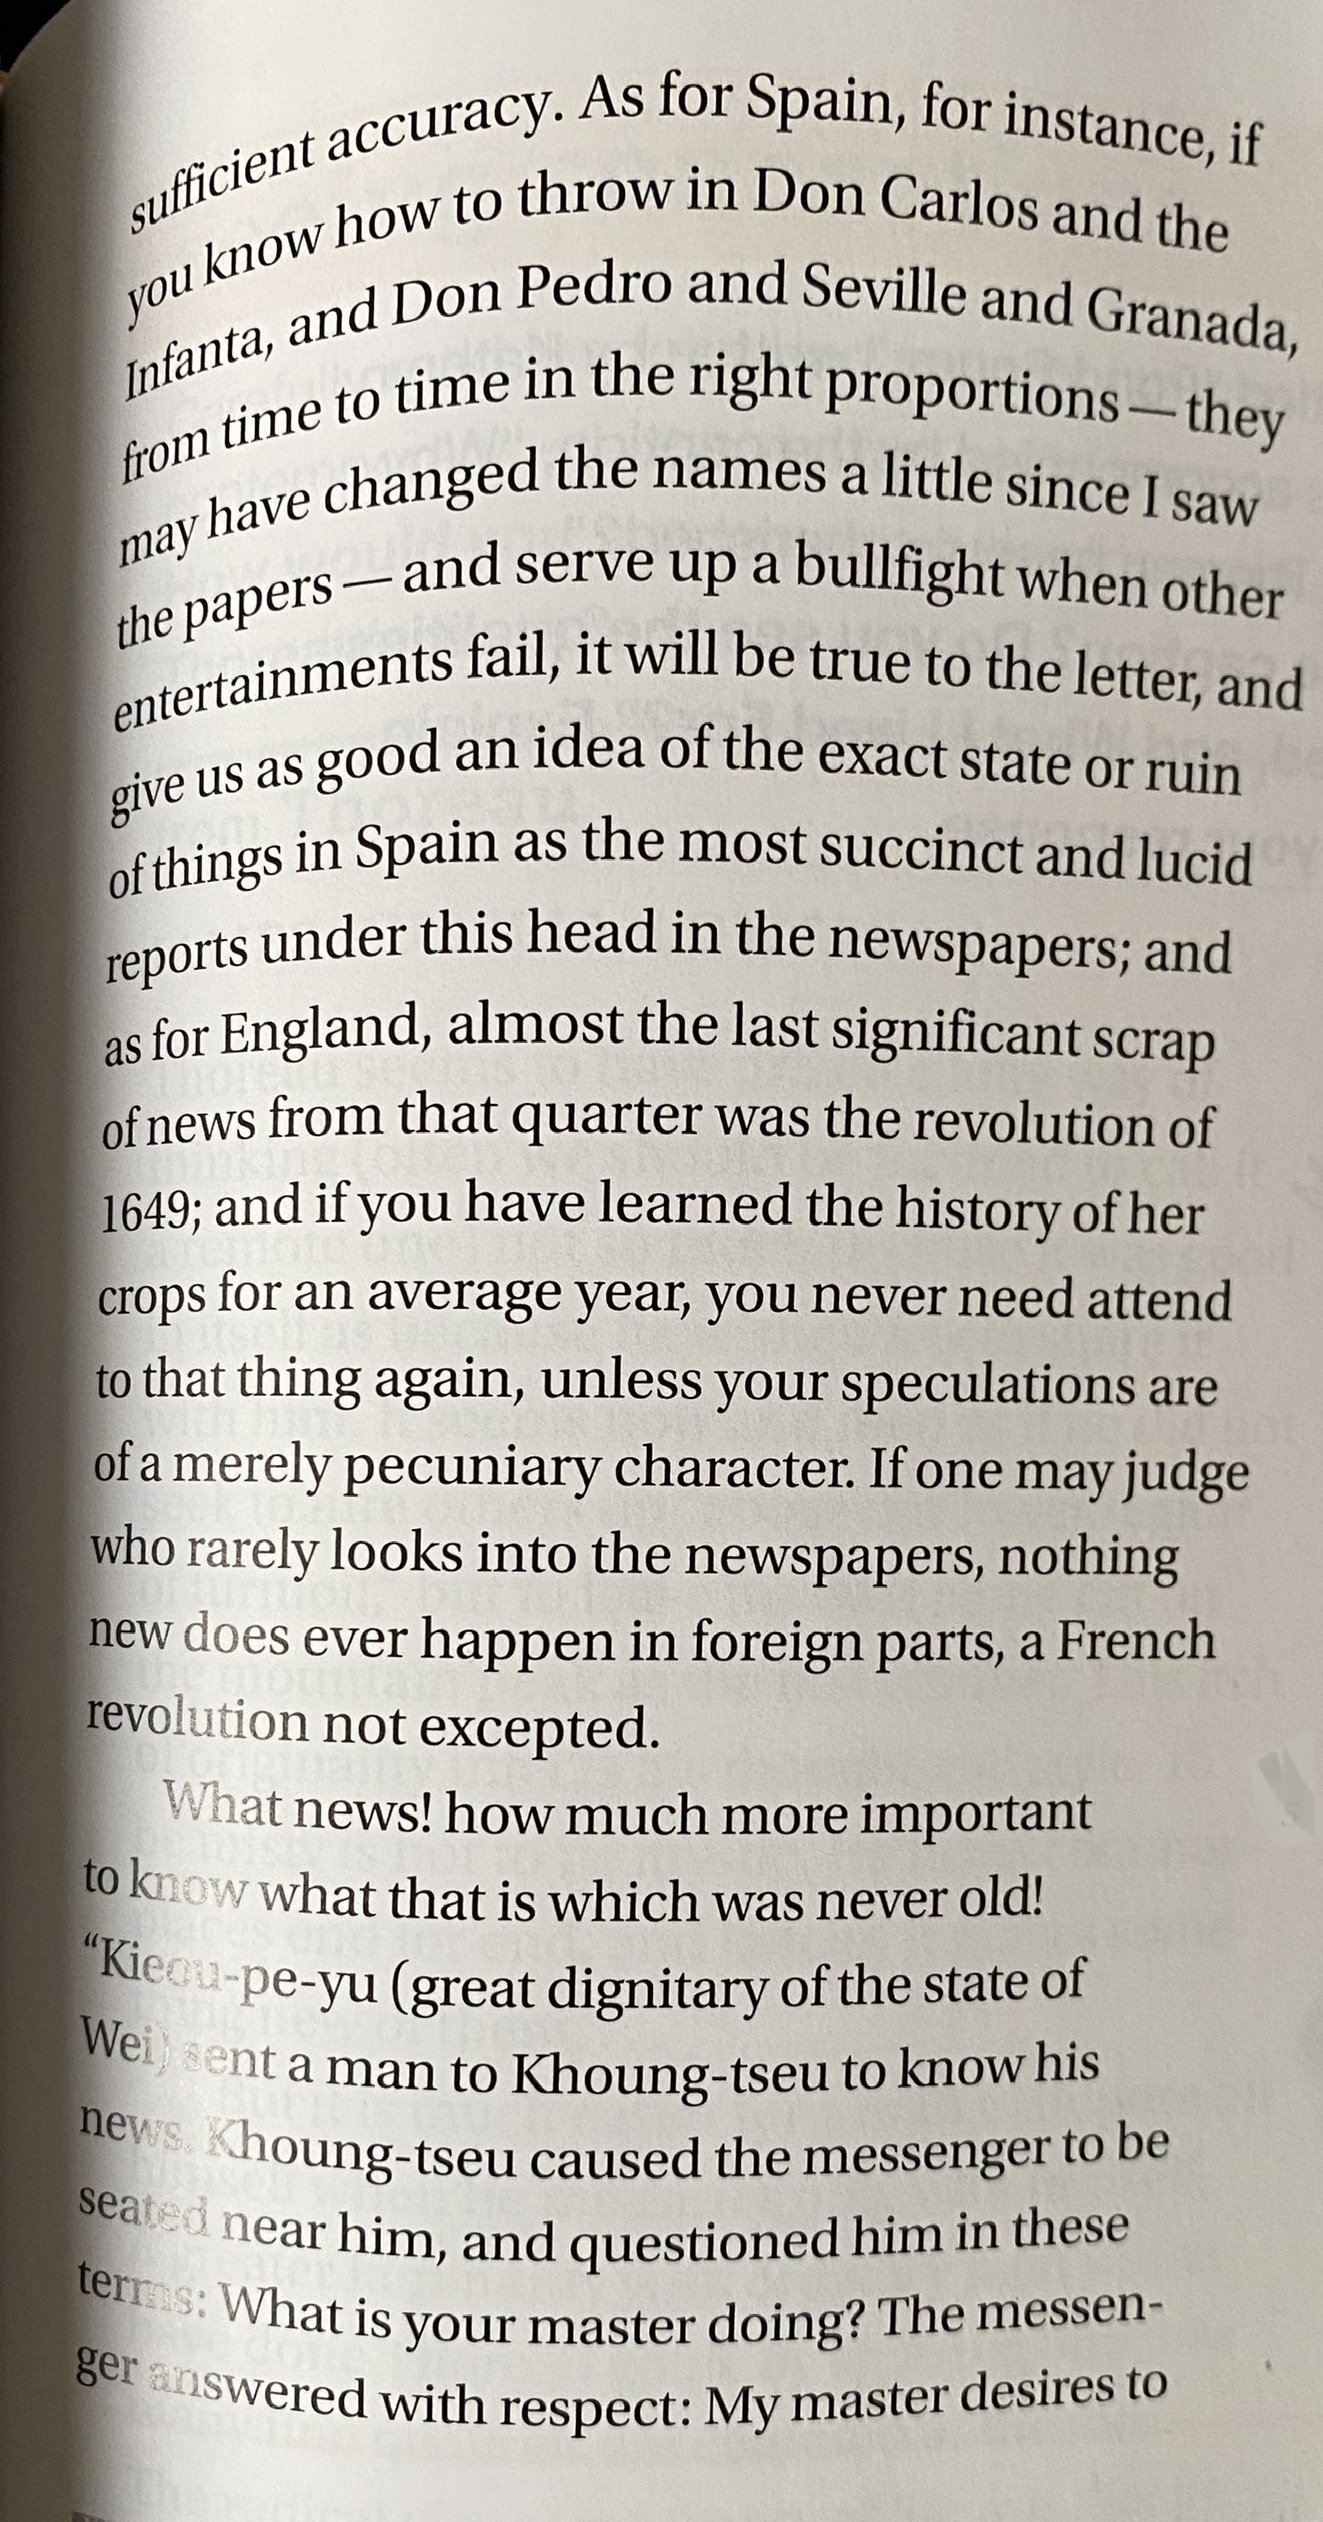 sufficient accuracy. As for Spain, for instance, if
you know how to throw in Don Carlos and the
Infanta, and Don Pedro and Seville and Granada,
from time to time in the right proportions — they
may have changed the names a little since I saw
the papers — and serve up a bullfight when other
entertainments fail, it will be true to the letter, and
give us as good an idea of the exact state or ruin
of things in Spain as the most succinct and lucid
reports under this head in the newspapers; and
as for England, almost the last significant scrap
of news from that quarter was the revolution of
1649; and if you have learned the history of her
crops for an average year, you never need attend
to that thing again, unless your speculations are
of a merely pecuniary character. If one may judge
who rarely looks into the newspapers, nothing
new does ever happen in foreign parts, a French
revolution not excepted.
What news! how much more important
to know what that is which was never old!
“Kieou-pe-yu (great dignitary of the state of
Wei) sent a man to Khoung-tseu to know his
news. Khoung-tseu caused the messenger to be
seated near him, and questioned him in these
terms: What is your master doing? The messen-
ger answered with respect: My master desires to